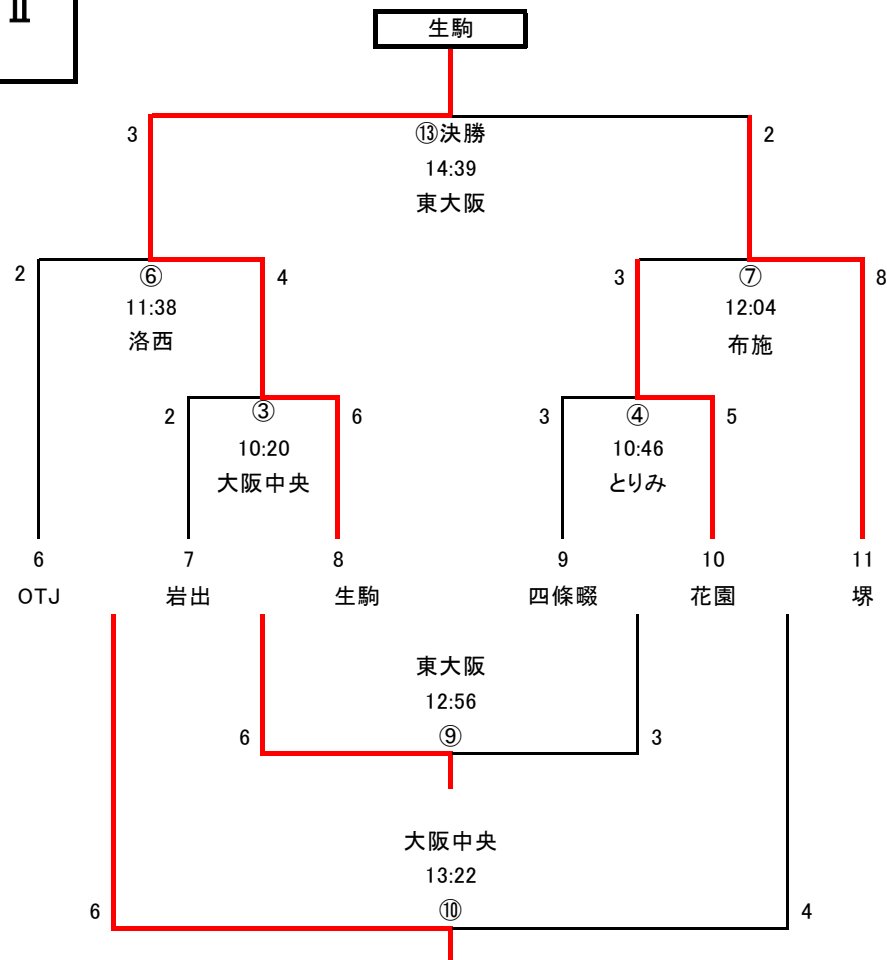 Ⅱ
生駒
3 ⑬決勝 2
14:39
東大阪
2 ⑥ 4 3 ⑦ 8
11:38 12:04
洛西 布施
2 ③ 6 3 ④ 5
10:20 10:46
大阪中央 とりみ
6 7 8 9 10 11
OTJ 岩出 生駒 四條畷 花園 堺
東大阪
12:56
6 ⑨ 3
大阪中央
13:22
6 ⑩ 4